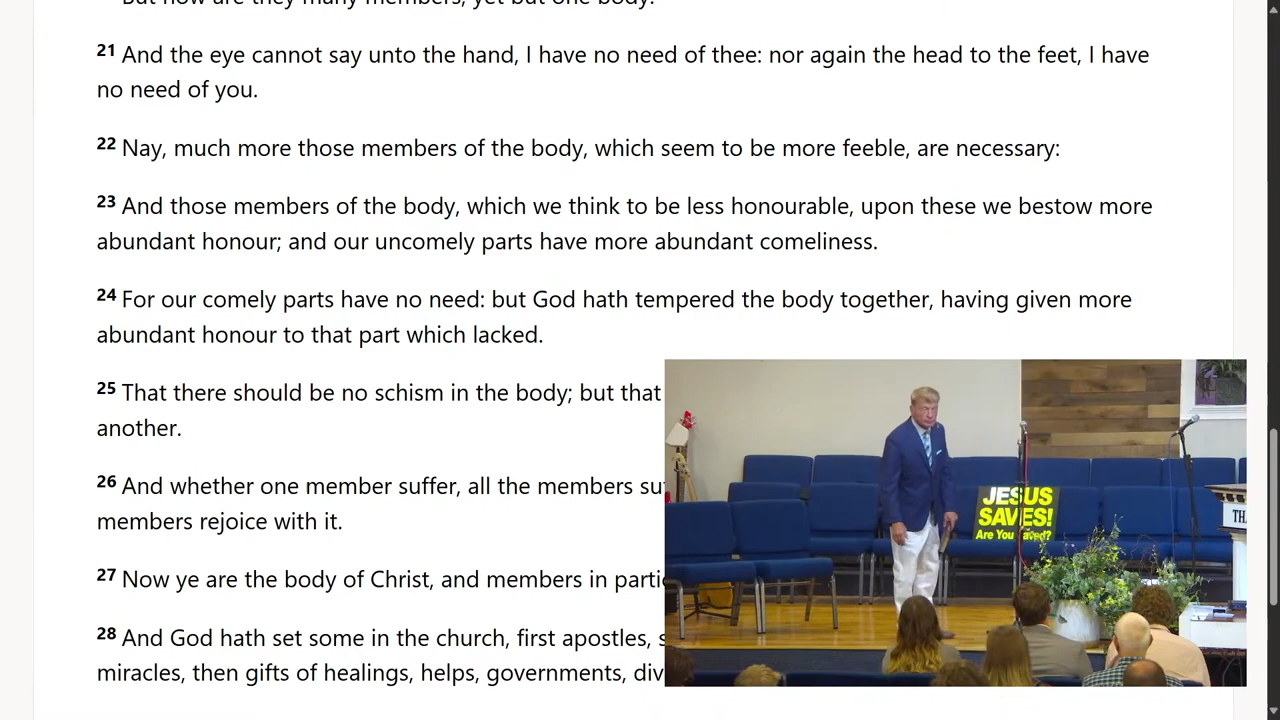 But now are they many members, yet but one body.
21 And the eye cannot say unto the hand, I have no need of thee: nor again the head to the feet, I have
no need of you.
22 Nay, much more those members of the body, which seem to be more feeble, are necessary:
23 And those members of the body, which we think to be less honourable, upon these we bestow more
abundant honour; and our uncomely parts have more abundant comeliness.
24 For our comely parts have no need: but God hath tempered the body together, having given more
abundant honour to that part which lacked.
25 That there should be no schism in the body; but that
another.
26 And whether one member suffer, all the members
members rejoice with it.
27 Now ye are the body of Christ, and members in
28 And God hath set some in the church, first apostles,
miracles, then gifts of healings, helps, governments,
JESUS
SAVES!
Are You